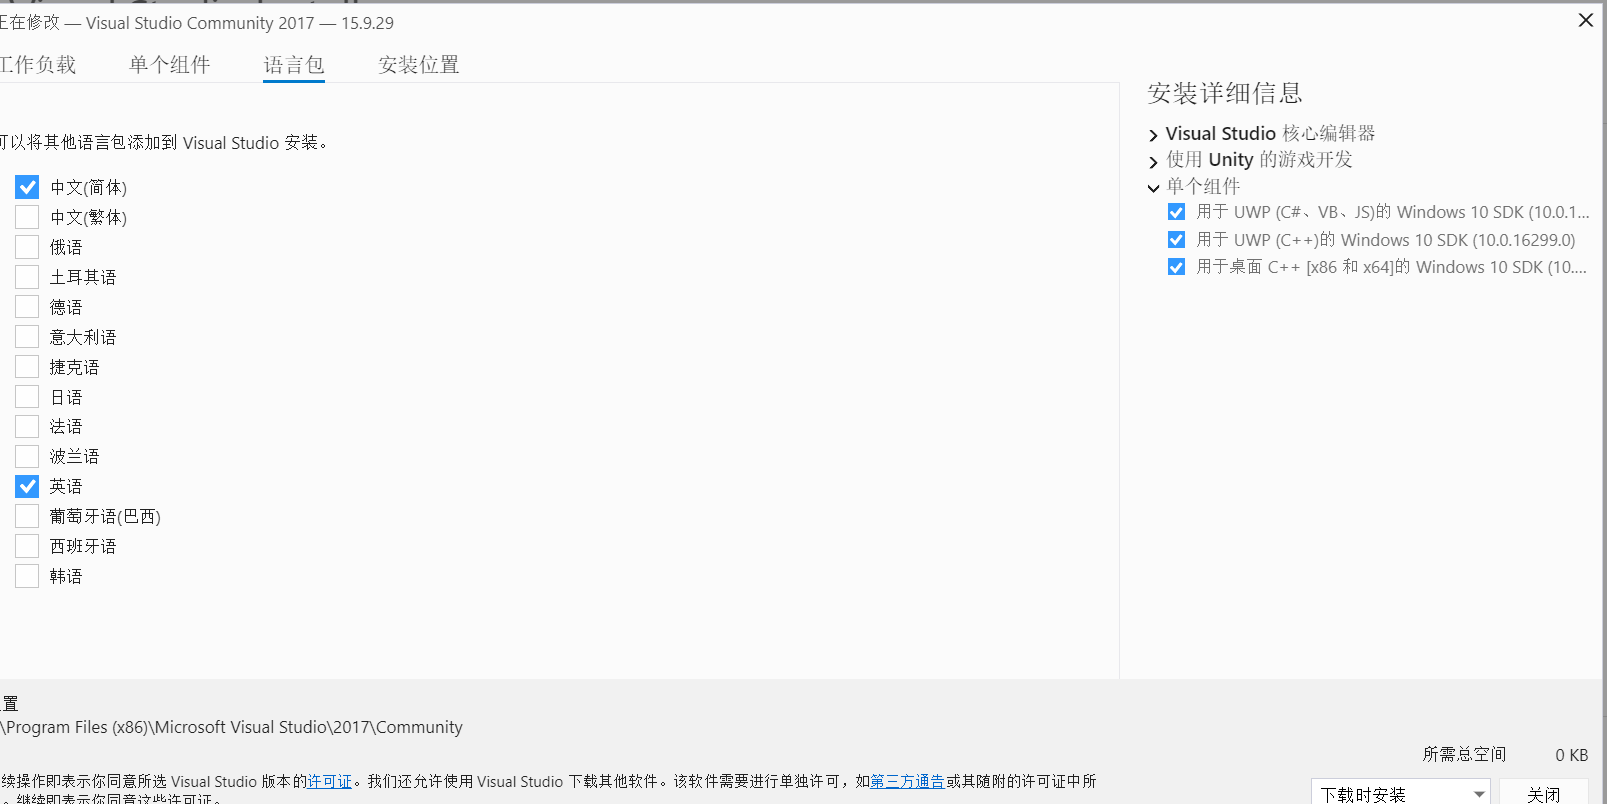 正在修改 — Visual Studio Community 2017 — 15.9.29
工作负载 单个组件 语言包 安装位置
可以将其他语言包添加到 Visual Studio 安装。
中文(简体)
中文(繁体)
俄语
土耳其语
德语
意大利语
捷克语
日语
法语
波兰语
英语
葡萄牙语(巴西)
西班牙语
韩语
安装详细信息
Visual Studio 核心编辑器
使用 Unity 的游戏开发
单个组件
用于 UWP (C#、VB、JS)的 Windows 10 SDK (10.0.1...
用于 UWP (C++)的 Windows 10 SDK (10.0.16299.0)
用于桌面 C++ [x86 和 x64]的 Windows 10 SDK (10....
置
\Program Files (x86)\Microsoft Visual Studio\2017\Community
所需总空间 0 KB
续操作即表示你同意所选 Visual Studio 版本的许可证。我们还允许使用 Visual Studio 下载其他软件。该软件需要进行单独许可，如第三方通告或其随附的许可证中所
。继续即表示你同意这些许可证。
下载时安装
关闭